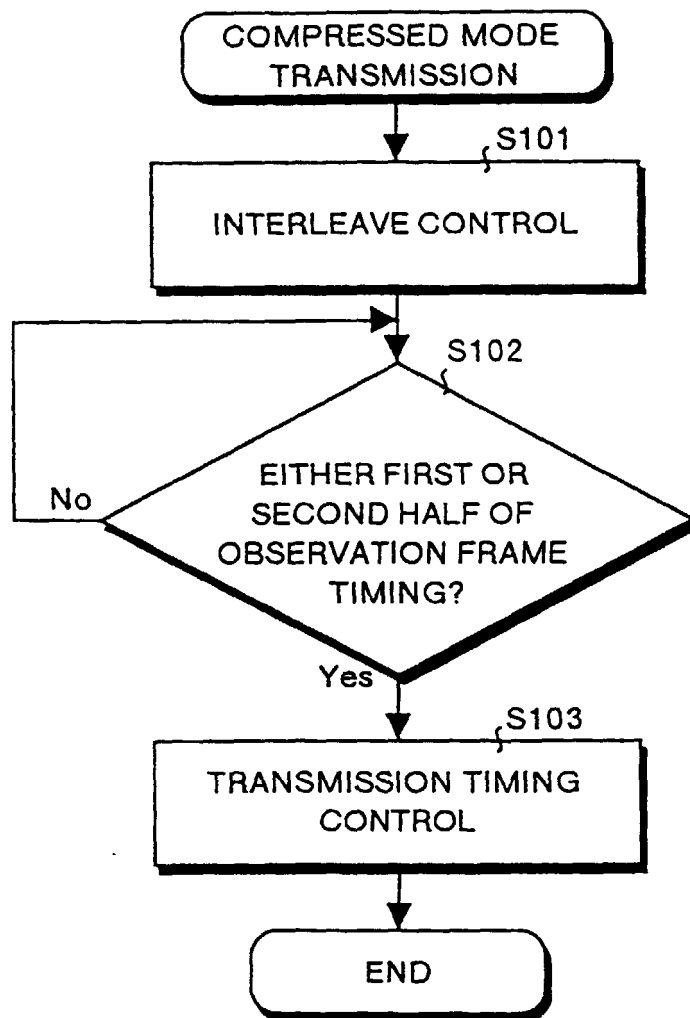 COMPRESSED MODE
TRANSMISSION
S101
INTERLEAVE CONTROL
S102
EITHER FIRST OR
SECOND HALF OF
OBSERVATION FRAME
TIMING?
No
Yes
S103
TRANSMISSION TIMING
CONTROL
END